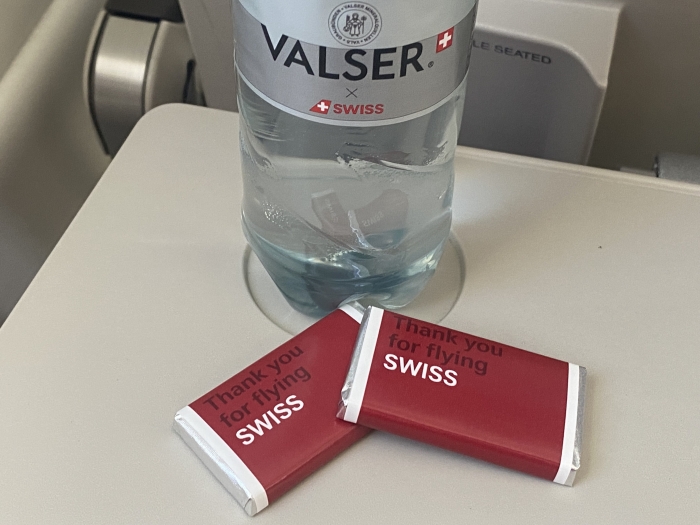 VALSER®
×
SWISS
LE SEATED
Thank you
for flying
SWISS
Thank you
for flying
SWISS